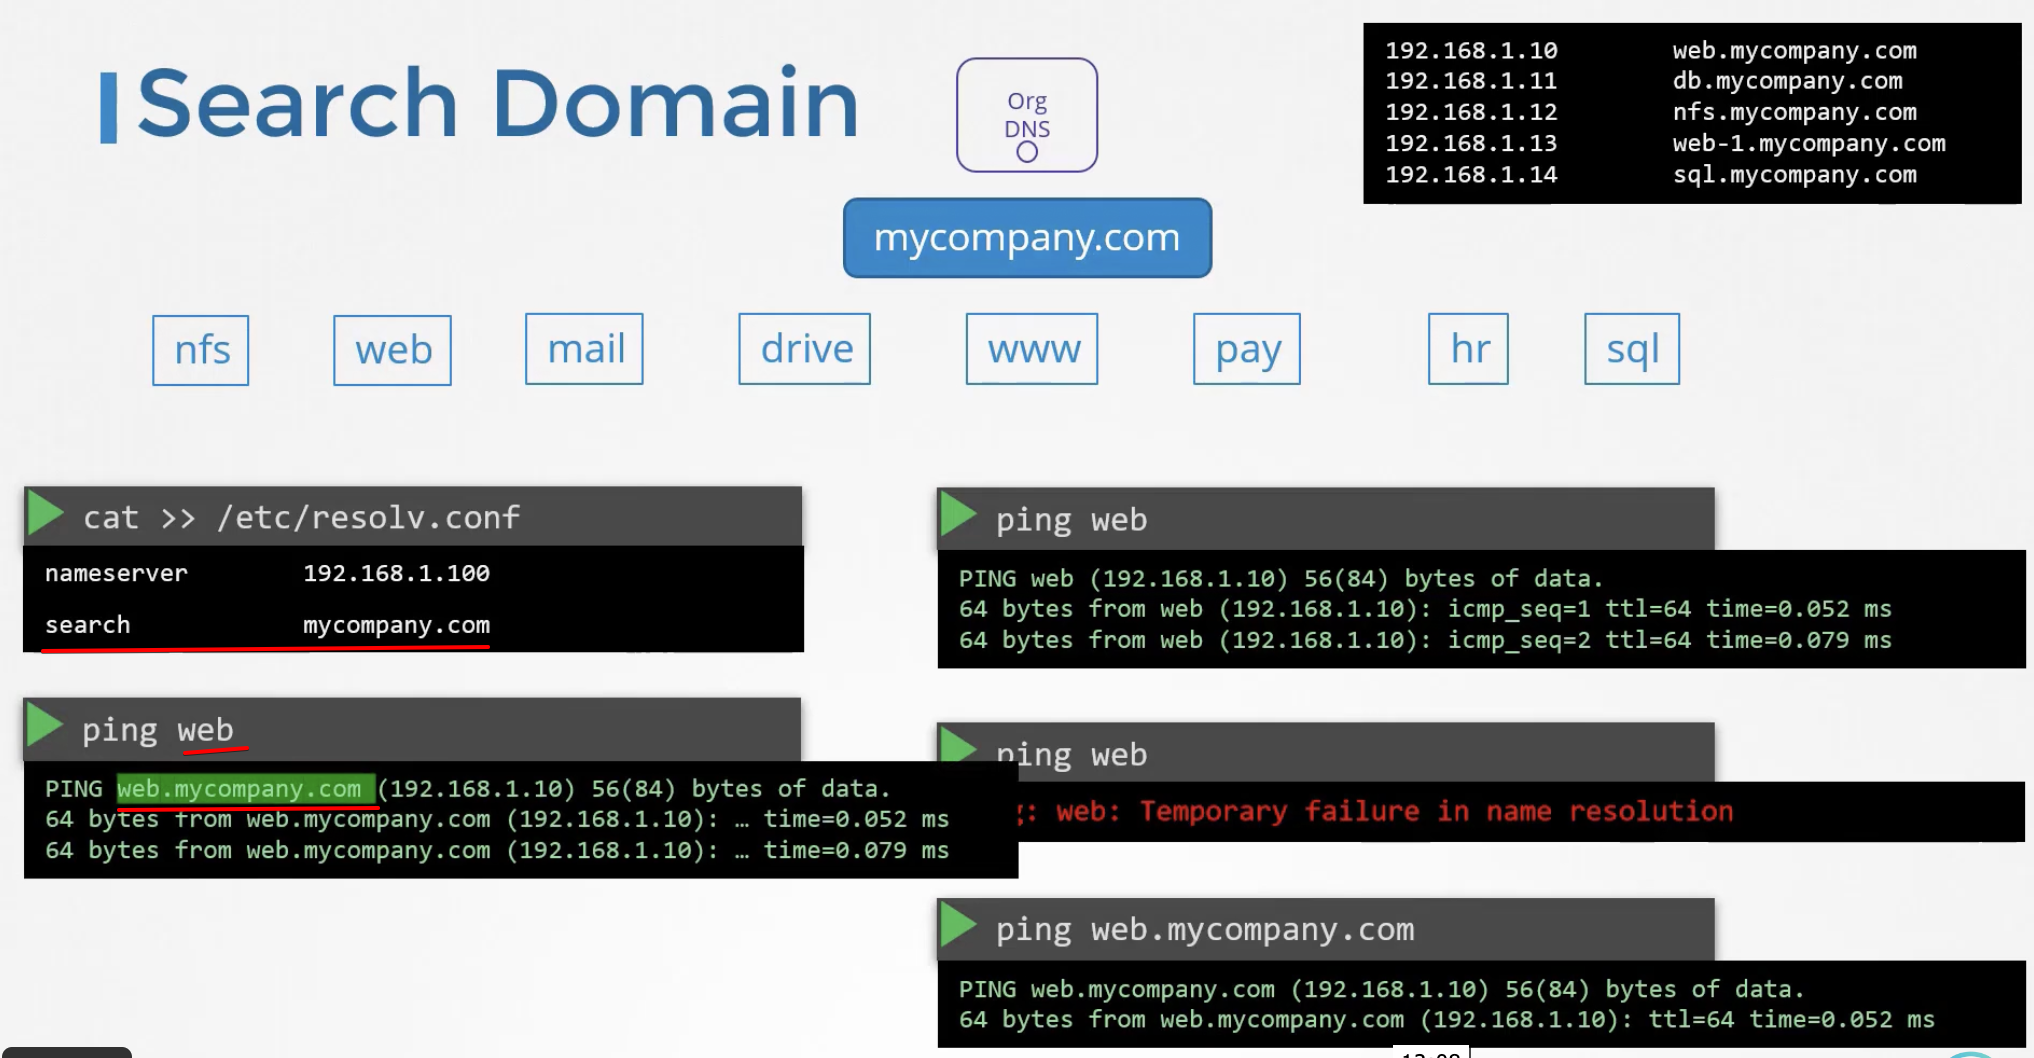 Search Domain
Org
DNS
192.168.1.10 web.mycompany.com
192.168.1.11 db.mycompany.com
192.168.1.12 nfs.mycompany.com
192.168.1.13 web-1.mycompany.com
192.168.1.14 sql.mycompany.com
mycompany.com
nfs
web
mail
drive
www
pay
hr
sql
cat >> /etc/resolv.conf
nameserver 192.168.1.100
search mycompany.com
ping web
PING web.mycompany.com (192.168.1.10) 56(84) bytes of data.
64 bytes from web.mycompany.com (192.168.1.10): … time=0.052 ms
64 bytes from web.mycompany.com (192.168.1.10): … time=0.079 ms
ping web
PING web (192.168.1.10) 56(84) bytes of data.
64 bytes from web (192.168.1.10): icmp_seq=1 ttl=64 time=0.052 ms
64 bytes from web (192.168.1.10): icmp_seq=2 ttl=64 time=0.079 ms
ping web
: web: Temporary failure in name resolution
ping web.mycompany.com
PING web.mycompany.com (192.168.1.10) 56(84) bytes of data.
64 bytes from web.mycompany.com (192.168.1.10): ttl=64 time=0.052 ms